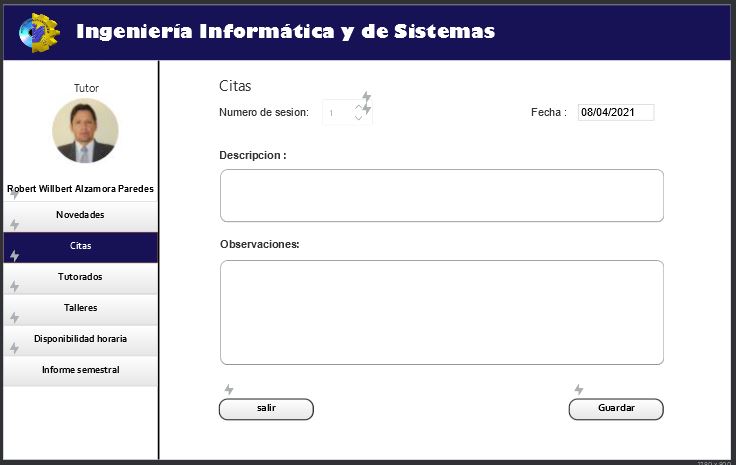 Ingeniería Informática y de Sistemas
Tutor
Robert Willbert Alzamora Paredes
Novedades
Citas
Tutorados
Talleres
Disponibilidad horaria
Informe semestral
Citas
Numero de sesion: 1 Fecha : 08/04/2021
Descripcion :
Observaciones:
salir Guardar